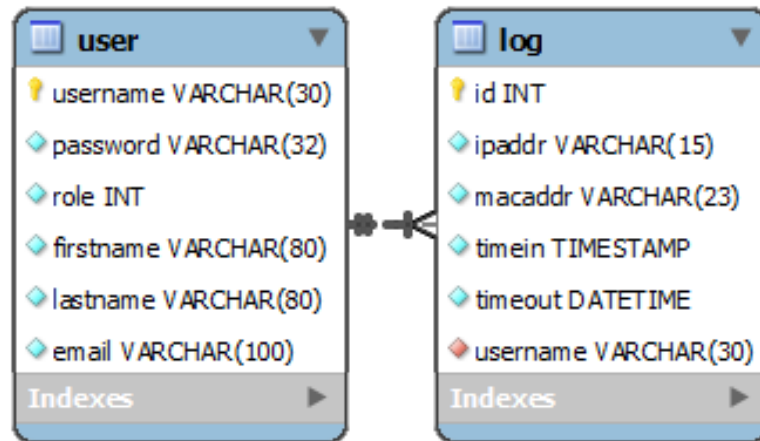 user
username VARCHAR(30)
password VARCHAR(32)
role INT
firstname VARCHAR(80)
lastname VARCHAR(80)
email VARCHAR(100)
Indexes
log
id INT
ipaddr VARCHAR(15)
macaddr VARCHAR(23)
timein TIMESTAMP
timeout DATETIME
username VARCHAR(30)
Indexes